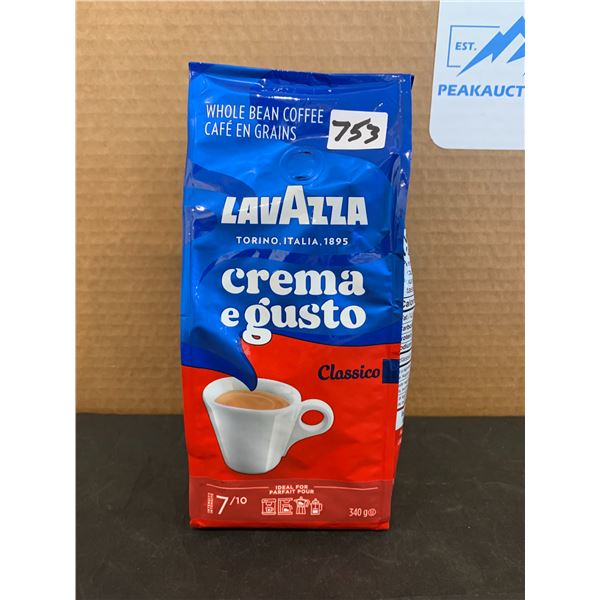 EST.
PEAKAUCT
WHOLE BEAN COFFEE
CAFÉ EN GRAINS
753
LAVAZZA
TORINO, ITALIA, 1895
crema
e gusto
Classico
IDEAL FOR
PARFAIT POUR
7/10
340 g